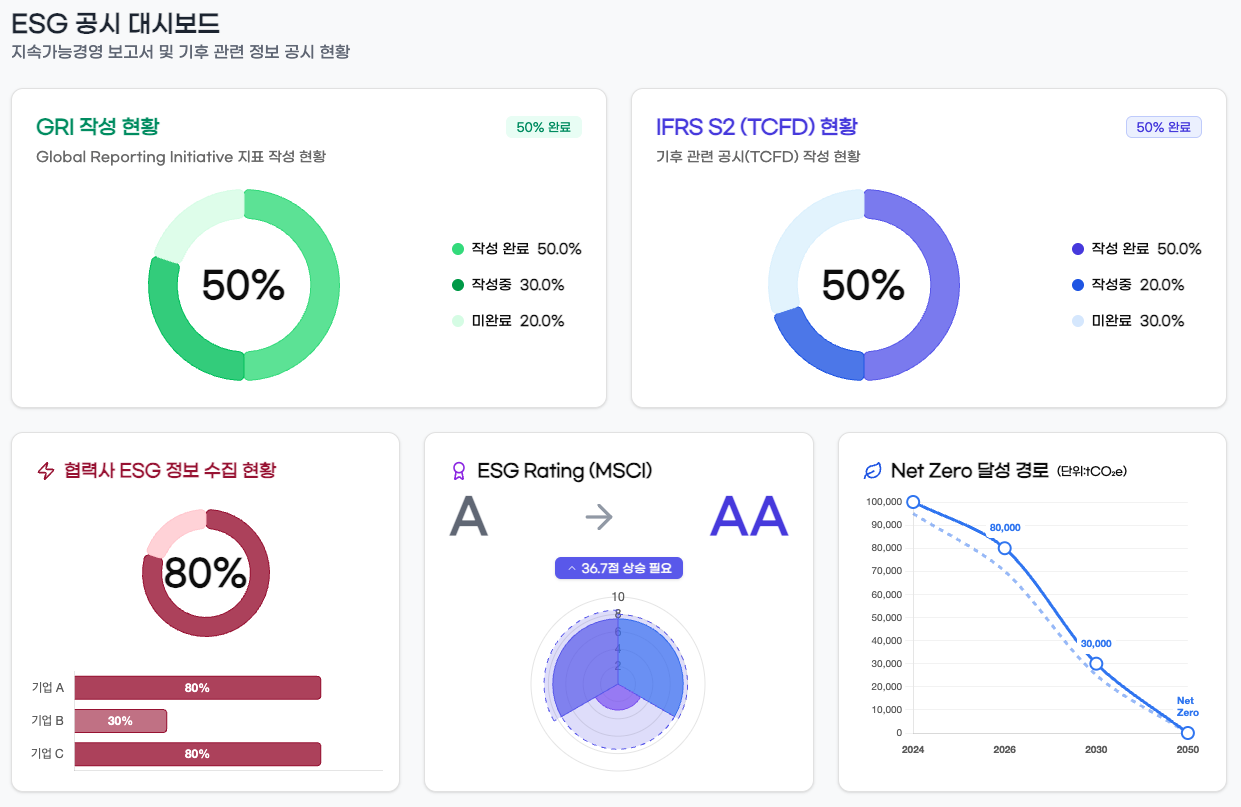 ESG 공시 대시보드
지속가능경영 보고서 및 기후 관련 정보 공시 현황
GRI 작성 현황
50% 완료
Global Reporting Initiative 지표 작성 현황
50%
작성 완료 50.0%
작성중 30.0%
미완료 20.0%
IFRS S2 (TCFD) 현황
50% 완료
기후 관련 공시(TCFD) 작성 현황
50%
작성 완료 50.0%
작성중 20.0%
미완료 30.0%
협력사 ESG 정보 수집 현황
80%
기업 A 80%
기업 B 30%
기업 C 80%
ESG Rating (MSCI)
A → AA
^ 36.7점 상승 필요
10
8
6
4
2
Net Zero 달성 경로 (단위:tCO₂e)
100,000
90,000
80,000
80,000
70,000
60,000
50,000
40,000
30,000
30,000
20,000
10,000
Net
Zero
0
2024 2026 2030 2050